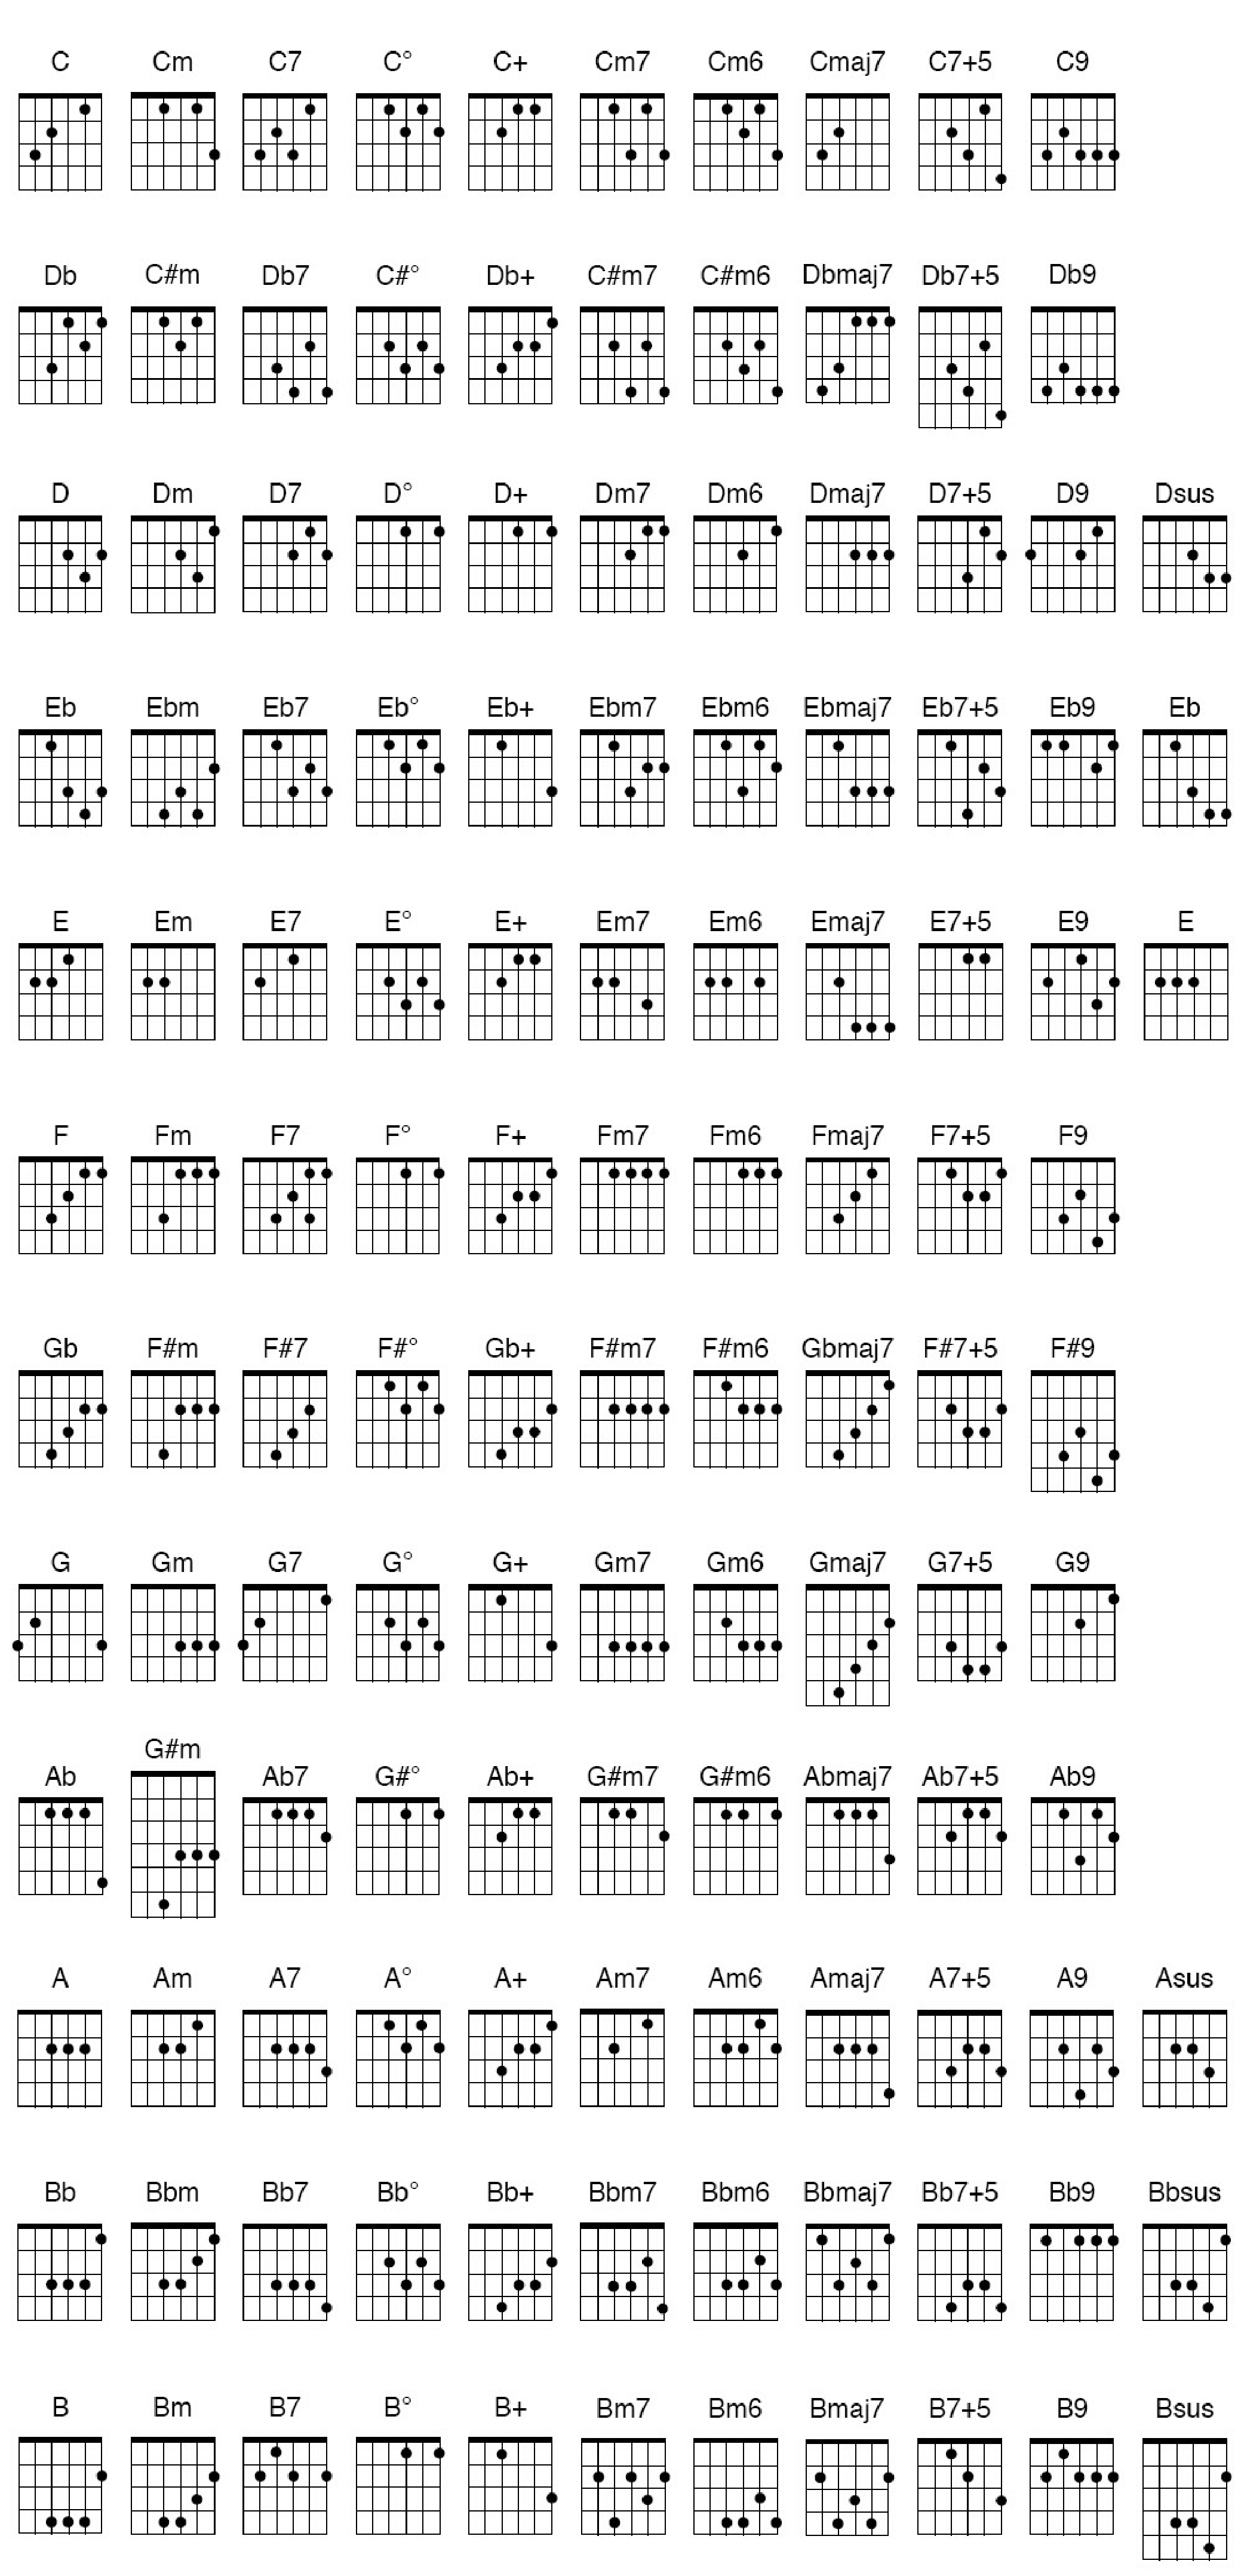 C Cm C7 C° C+ Cm7 Cm6 Cmaj7 C7+5 C9
Db C#m Db7 C#° Db+ C#m7 C#m6 Dbmaj7 Db7+5 Db9
D Dm D7 D° D+ Dm7 Dm6 Dmaj7 D7+5 D9 Dsus
Eb Ebm Eb7 Eb° Eb+ Ebm7 Ebm6 Ebmaj7 Eb7+5 Eb9 Eb
E Em E7 E° E+ Em7 Em6 Emaj7 E7+5 E9 E
F Fm F7 F° F+ Fm7 Fm6 Fmaj7 F7+5 F9
Gb F#m F#7 F#° Gb+ F#m7 F#m6 Gbmaj7 F#7+5 F#9
G Gm G7 G° G+ Gm7 Gm6 Gmaj7 G7+5 G9
Ab G#m Ab7 G#° Ab+ G#m7 G#m6 Abmaj7 Ab7+5 Ab9
A Am A7 A° A+ Am7 Am6 Amaj7 A7+5 A9 Asus
Bb Bbm Bb7 Bb° Bb+ Bbm7 Bbm6 Bbmaj7 Bb7+5 Bb9 Bbsus
B Bm B7 B° B+ Bm7 Bm6 Bmaj7 B7+5 B9 Bsus